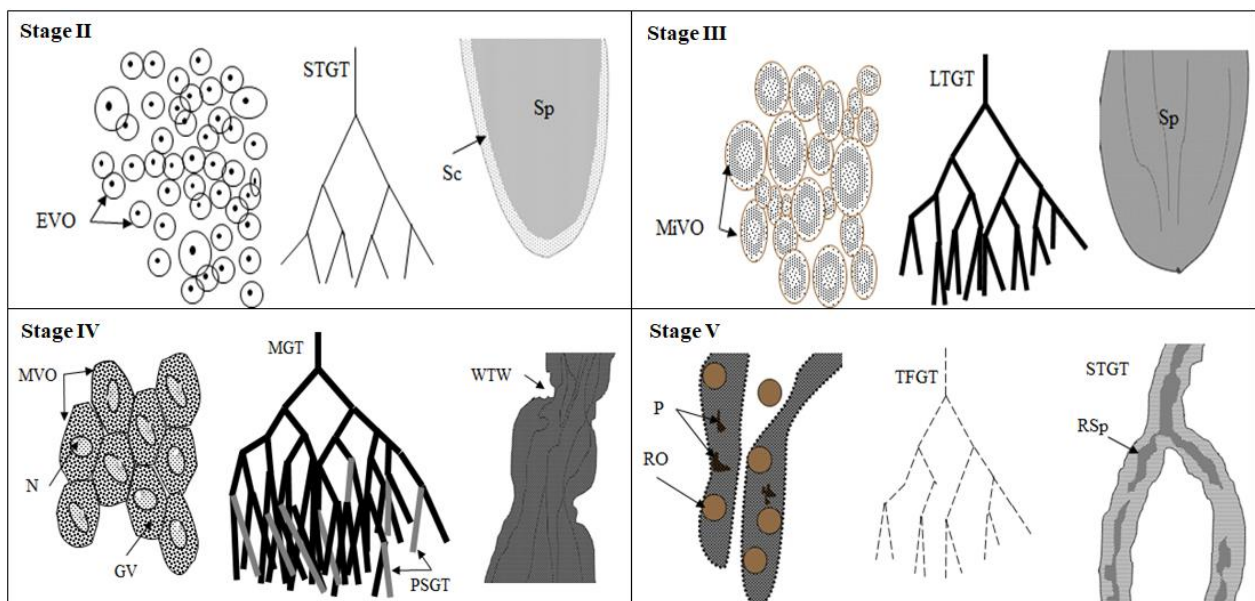 Stage II
STGT
Sp
Sc
EVO
Stage III
LTGT
Sp
MiVO
Stage IV
MVO
MGT
WTW
N
GV
PSGT
Stage V
P
TFGT
STGT
RSp
RO